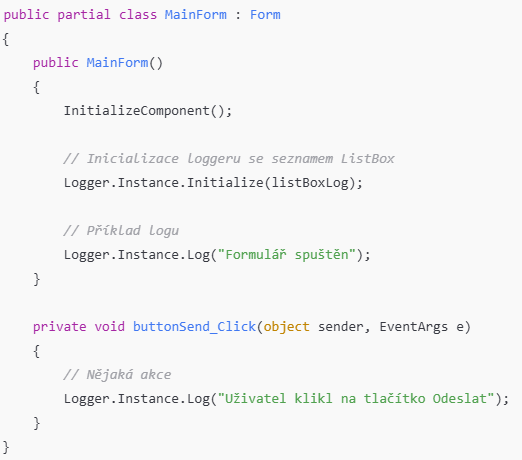 public partial class MainForm : Form
{
    public MainForm()
    {
        InitializeComponent();

        // Inicializace loggeru se seznamem ListBox
        Logger.Instance.Initialize(listBoxLog);

        // Příklad logu
        Logger.Instance.Log("Formulář spuštěn");
    }

    private void buttonSend_Click(object sender, EventArgs e)
    {
        // Nějaká akce
        Logger.Instance.Log("Uživatel klikl na tlačítko Odeslat");
    }
}